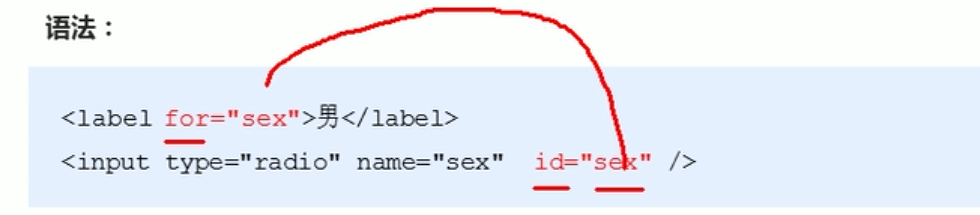 语法：
<label for="sex">男</label>
<input type="radio" name="sex"  id="sex" />